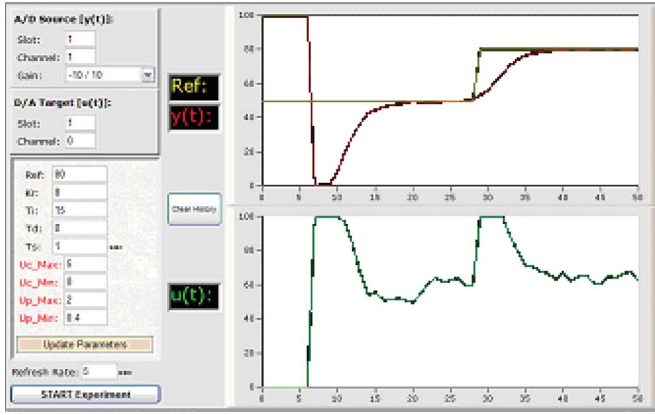 A/D Source [y(t)]:
Slot: 1
Channel: 1
Gain: -10 / 10
D/A Target [u(t)]:
Slot: 1
Channel: 0
Ref: 80
Kr: 8
Ti: 15
Td: 0
Ts: 1 sec
Uc_Max: 5
Uc_Min: 0
Up_Max: 2
Up_Min: 0.4
Update Parameters
Refresh Rate: 5 sec
START Experiment
Ref:
y(t):
Clear History
u(t):
100
80
60
40
20
0
0 5 10 15 20 25 30 35 40 45 50
100
80
60
40
20
0
0 5 10 15 20 25 30 35 40 45 50